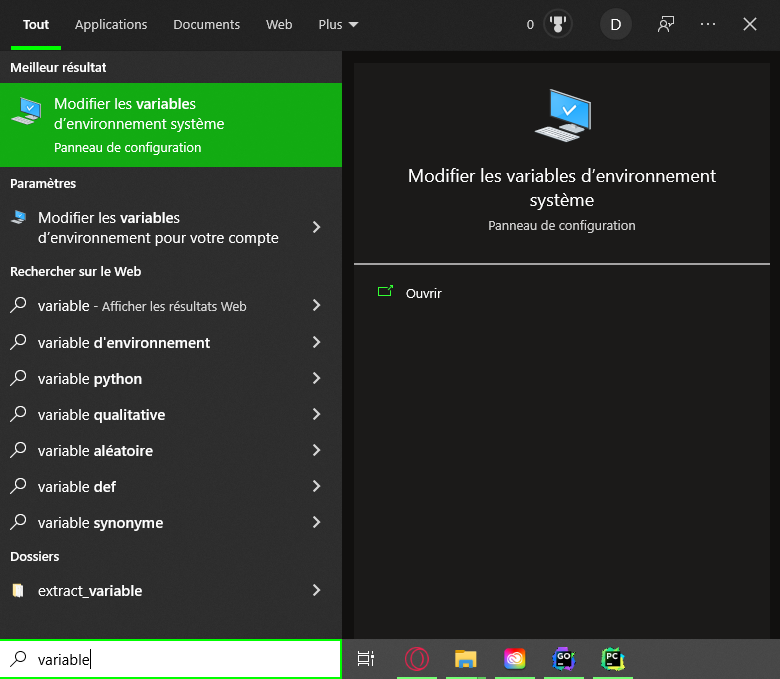 Tout Applications Documents Web Plus 0 D
Meilleur résultat
Modifier les variables
d'environnement système
Panneau de configuration
Paramètres
Modifier les variables
d'environnement pour votre compte
Rechercher sur le Web
variable - Afficher les résultats Web
variable d'environnement
variable python
variable qualitative
variable aléatoire
variable def
variable synonyme
Dossiers
extract_variable
variable
Modifier les variables d'environnement
système
Panneau de configuration
Ouvrir
GO
PC